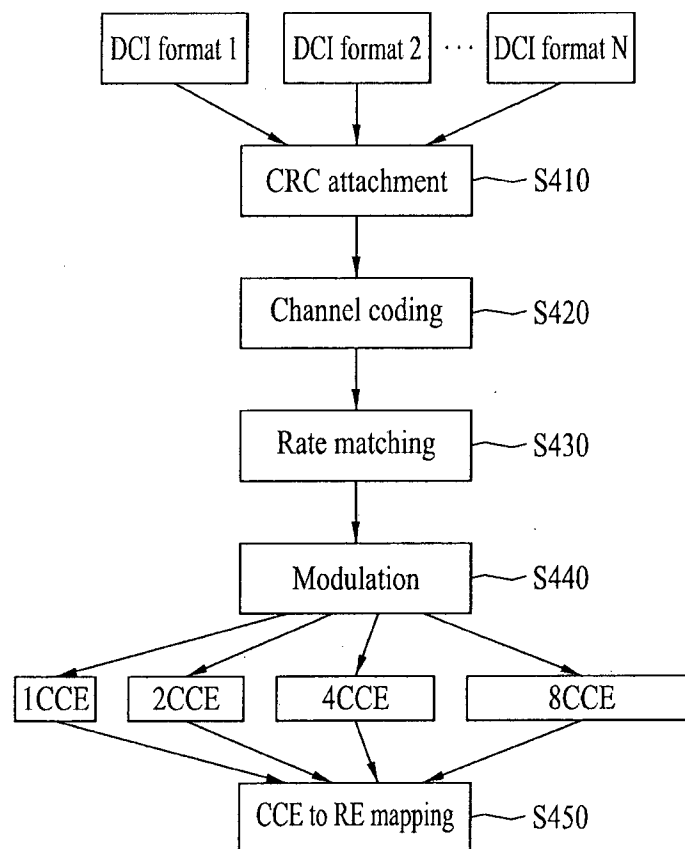 DCI format 1
DCI format 2
···
DCI format N
CRC attachment
S410
Channel coding
S420
Rate matching
S430
Modulation
S440
1CCE
2CCE
4CCE
8CCE
CCE to RE mapping
S450